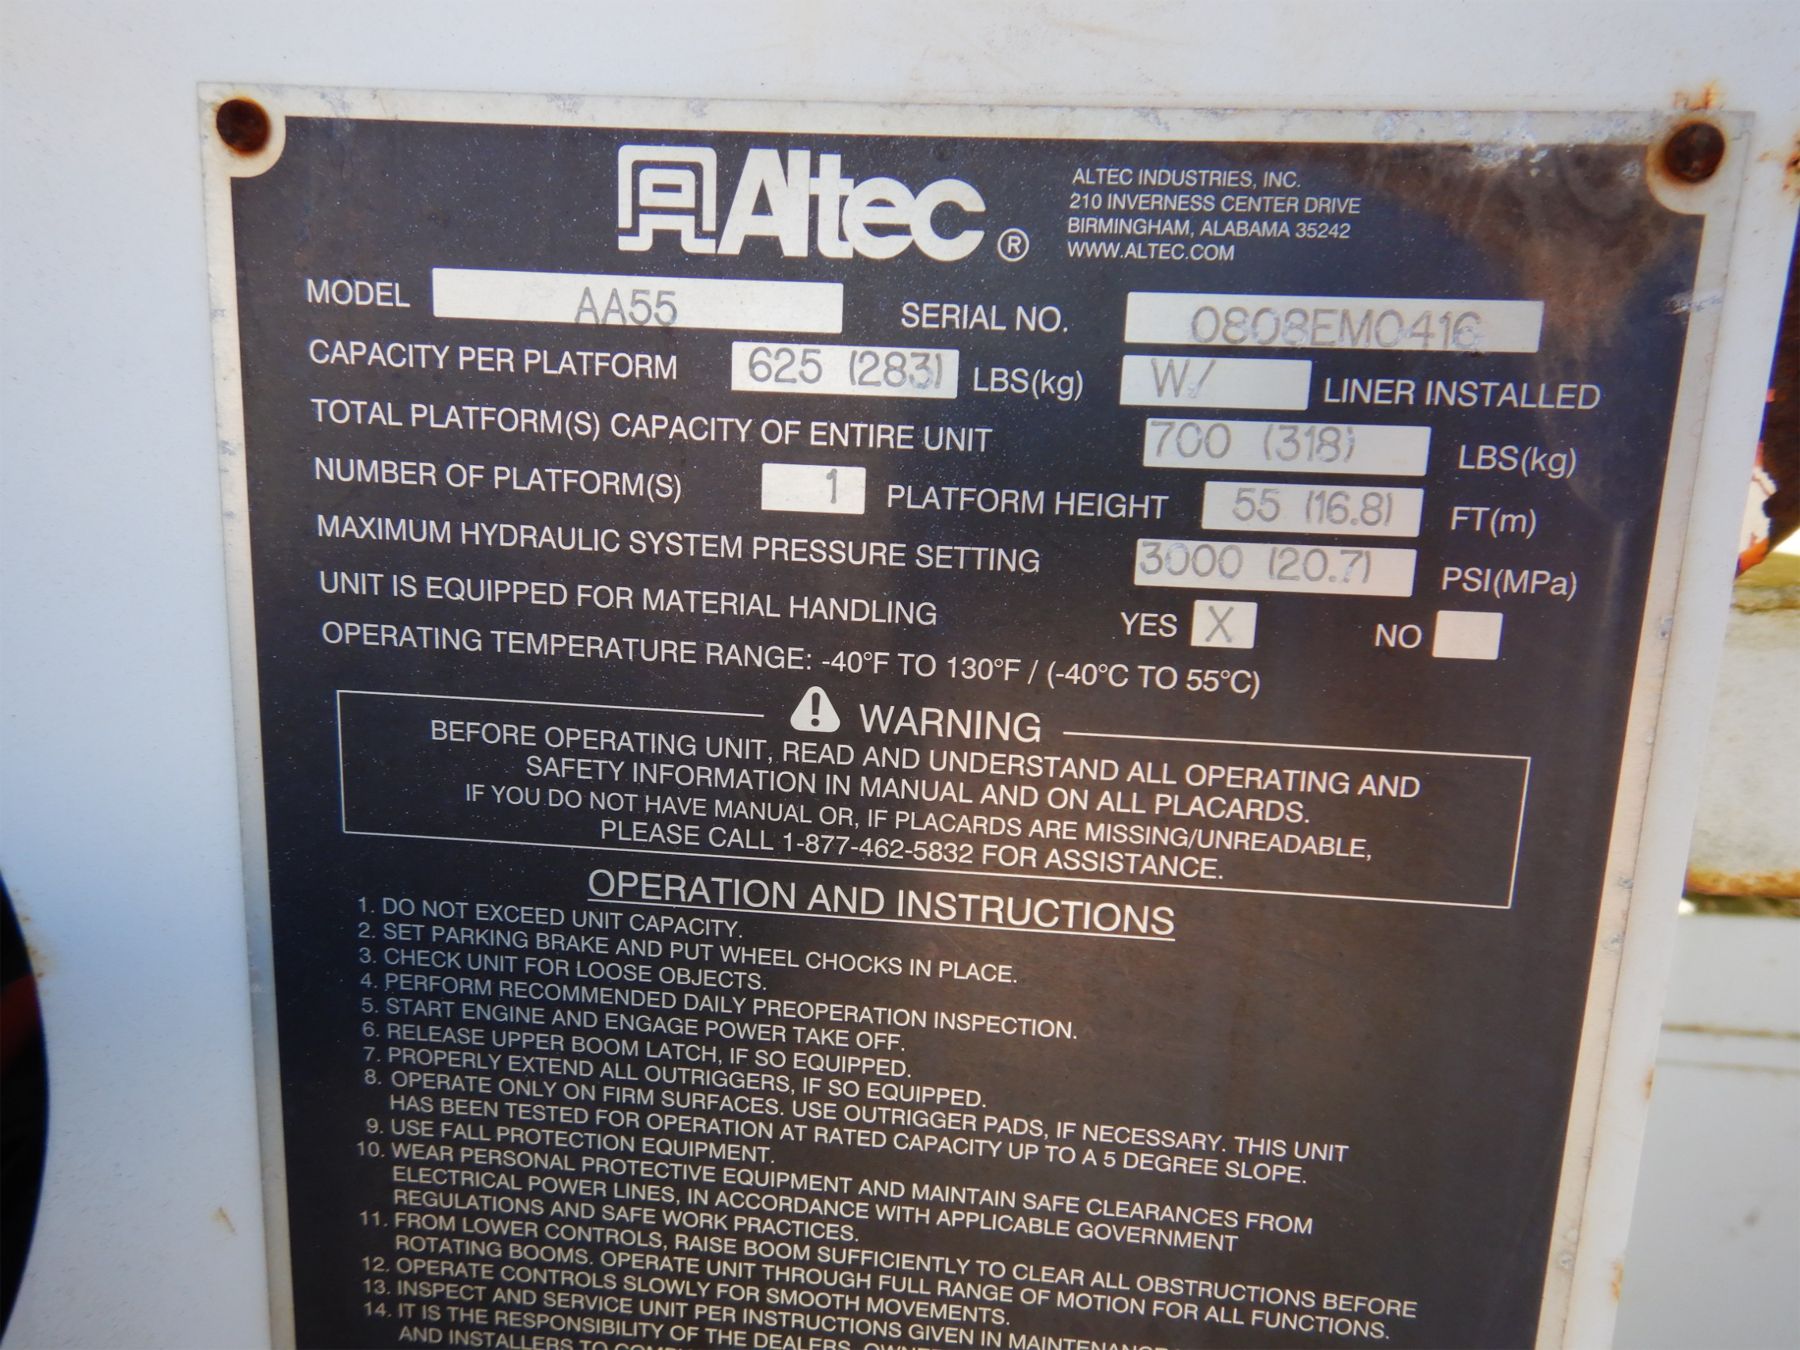 Altec®
ALTEC INDUSTRIES, INC.
210 INVERNESS CENTER DRIVE
BIRMINGHAM, ALABAMA 35242
WWW.ALTEC.COM
MODEL AA55 SERIAL NO. 0808EM0416
CAPACITY PER PLATFORM 625 (283) LBS(kg) W/ LINER INSTALLED
TOTAL PLATFORM(S) CAPACITY OF ENTIRE UNIT 700 (318) LBS(kg)
NUMBER OF PLATFORM(S) 1 PLATFORM HEIGHT 55 (16.8) FT(m)
MAXIMUM HYDRAULIC SYSTEM PRESSURE SETTING 3000 (20.7) PSI(MPa)
UNIT IS EQUIPPED FOR MATERIAL HANDLING YES X NO
OPERATING TEMPERATURE RANGE: -40°F TO 130°F / (-40°C TO 55°C)
WARNING
BEFORE OPERATING UNIT, READ AND UNDERSTAND ALL OPERATING AND
SAFETY INFORMATION IN MANUAL AND ON ALL PLACARDS.
IF YOU DO NOT HAVE MANUAL OR, IF PLACARDS ARE MISSING/UNREADABLE,
PLEASE CALL 1-877-462-5832 FOR ASSISTANCE.
OPERATION AND INSTRUCTIONS
1. DO NOT EXCEED UNIT CAPACITY.
2. SET PARKING BRAKE AND PUT WHEEL CHOCKS IN PLACE.
3. CHECK UNIT FOR LOOSE OBJECTS.
4. PERFORM RECOMMENDED DAILY PREOPERATION INSPECTION.
5. START ENGINE AND ENGAGE POWER TAKE OFF.
6. RELEASE UPPER BOOM LATCH, IF SO EQUIPPED.
7. PROPERLY EXTEND ALL OUTRIGGERS, IF SO EQUIPPED.
8. OPERATE ONLY ON FIRM SURFACES. USE OUTRIGGER PADS, IF NECESSARY. THIS UNIT
HAS BEEN TESTED FOR OPERATION AT RATED CAPACITY UP TO A 5 DEGREE SLOPE.
9. USE FALL PROTECTION EQUIPMENT.
10. WEAR PERSONAL PROTECTIVE EQUIPMENT AND MAINTAIN SAFE CLEARANCES FROM
ELECTRICAL POWER LINES, IN ACCORDANCE WITH APPLICABLE GOVERNMENT
REGULATIONS AND SAFE WORK PRACTICES.
11. FROM LOWER CONTROLS, RAISE BOOM SUFFICIENTLY TO CLEAR ALL OBSTRUCTIONS BEFORE
ROTATING BOOMS. OPERATE UNIT THROUGH FULL RANGE OF MOTION FOR ALL FUNCTIONS.
12. OPERATE CONTROLS SLOWLY FOR SMOOTH MOVEMENTS.
13. INSPECT AND SERVICE UNIT PER INSTRUCTIONS GIVEN IN
14. IT IS THE RESPONSIBILITY OF THE DEALERS,
AND INSTALLERS TO